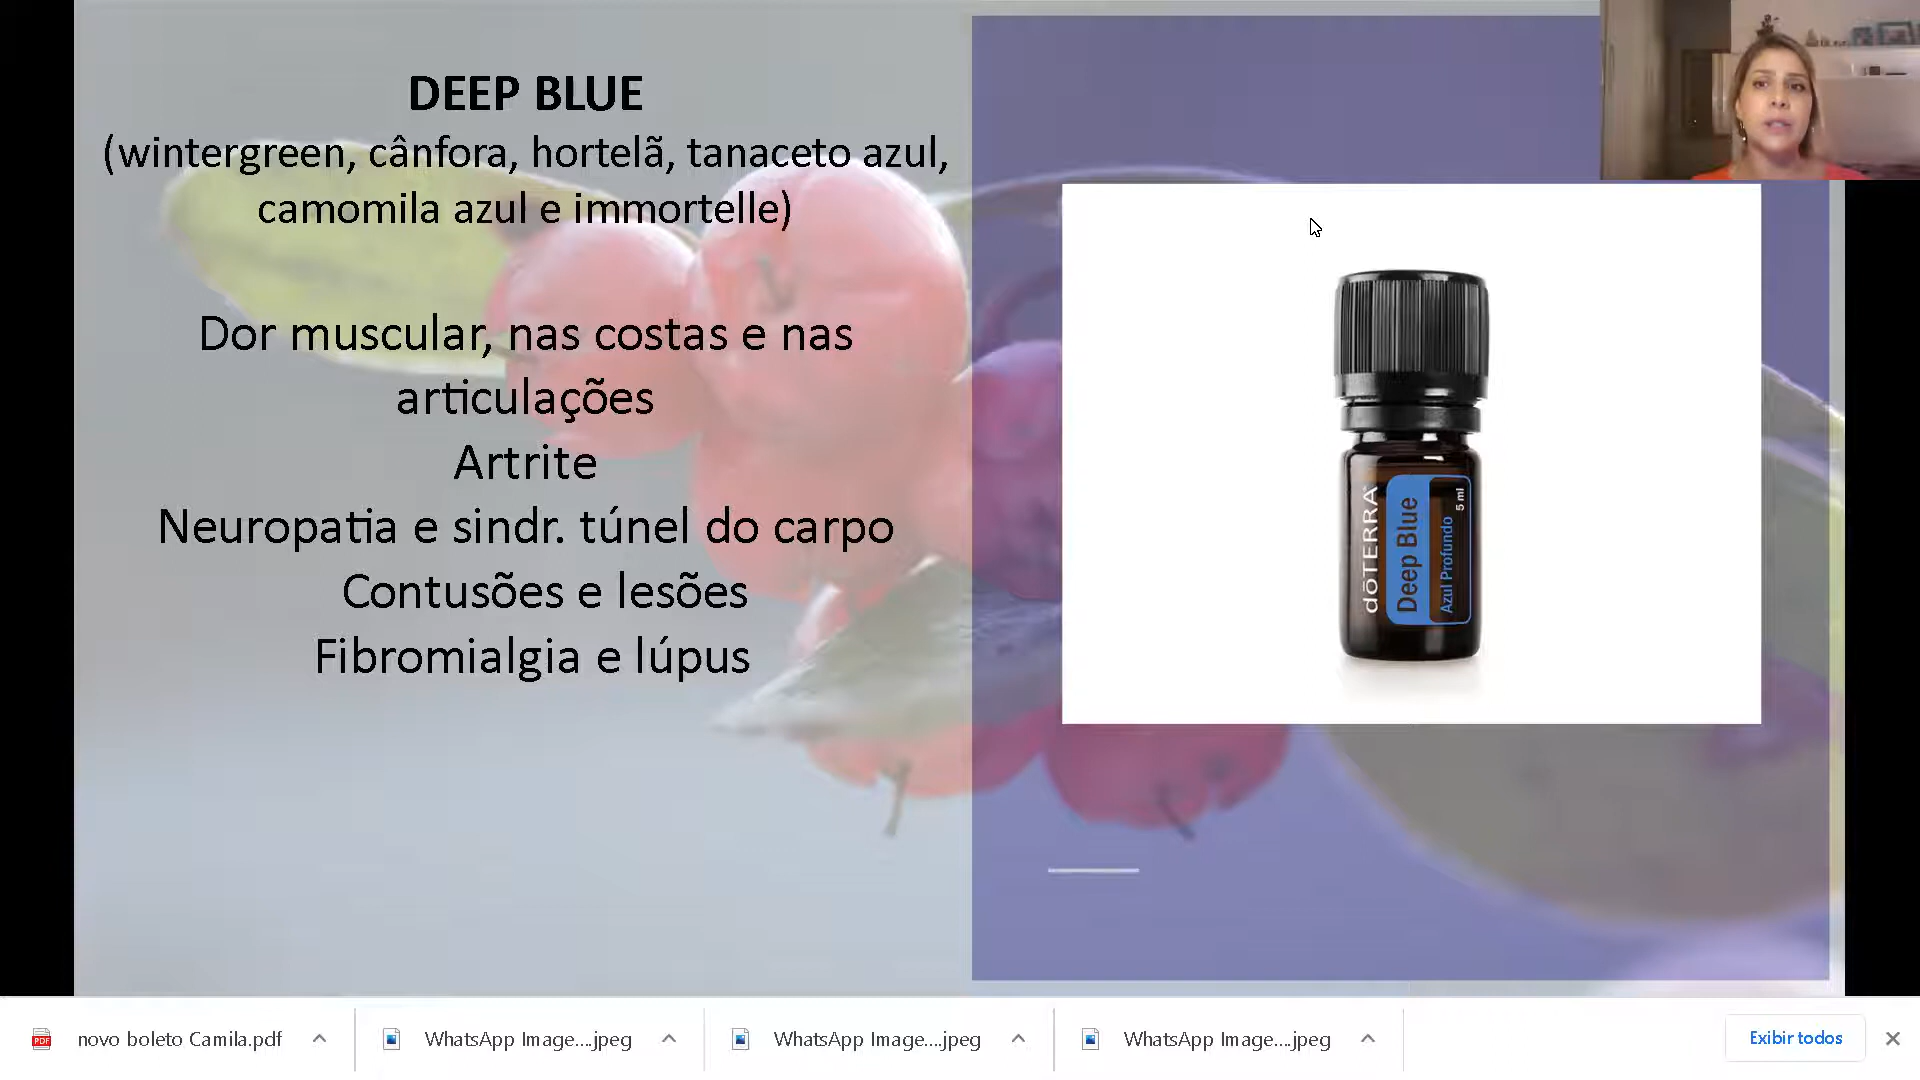 DEEP BLUE
(wintergreen, cânfora, hortelã, tanaceto azul,
camomila azul e immortelle)
Dor muscular, nas costas e nas
articulações
Artrite
Neuropatia e sindr. túnel do carpo
Contusões e lesões
Fibromialgia e lúpus
dōTERRA
Deep Blue
Azul Profundo
5 ml
novo boleto Camila.pdf
WhatsApp Image....jpeg
WhatsApp Image....jpeg
WhatsApp Image....jpeg
Exibir todos
PDF